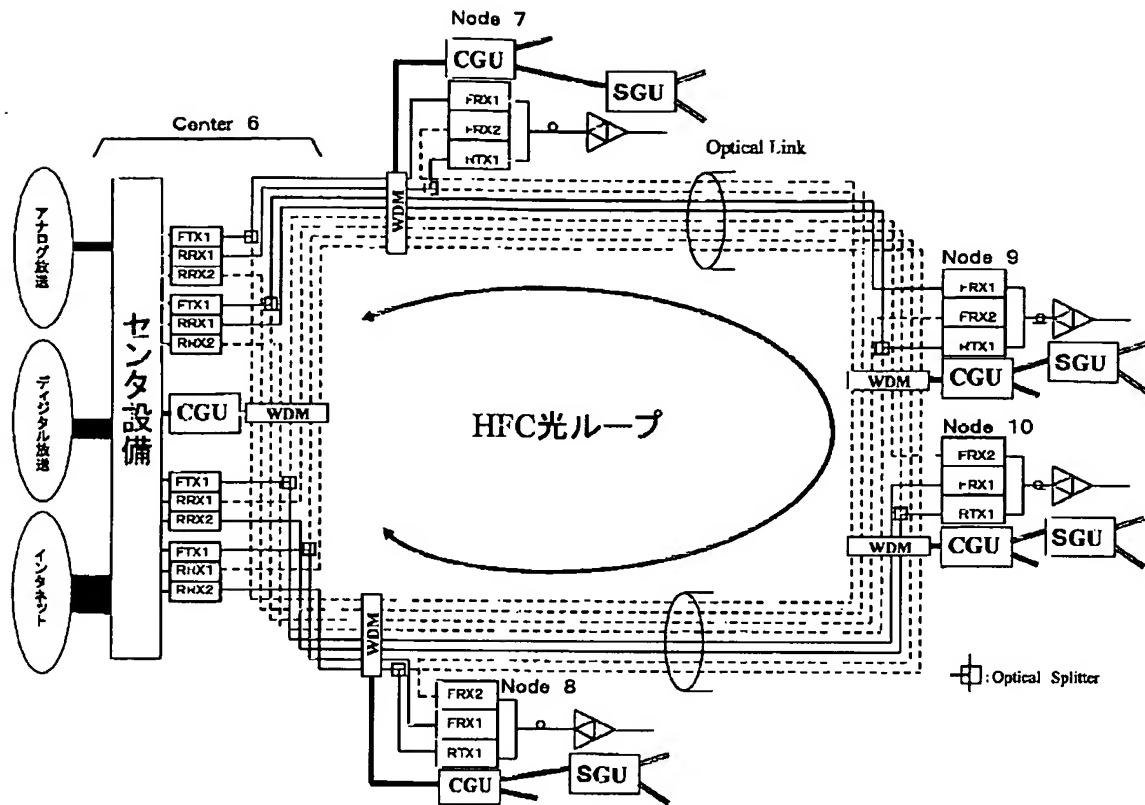 Node 7
CGU
SGU
FRX1
FRX2
RTX1
Center 6
Optical Link
WDM
アナログ放送
ディジタル放送
インタネット
センタ設備
FTX1
RRX1
RRX2
FTX1
RRX1
RRX2
CGU
WDM
FTX1
RRX1
RRX2
FTX1
RRX1
RRX2
HFC光ループ
Node 9
FRX1
FRX2
RTX1
SGU
WDM
CGU
Node 10
FRX2
FRX1
RTX1
SGU
WDM
CGU
WDM
Node 8
FRX2
FRX1
RTX1
CGU
SGU
:Optical Splitter